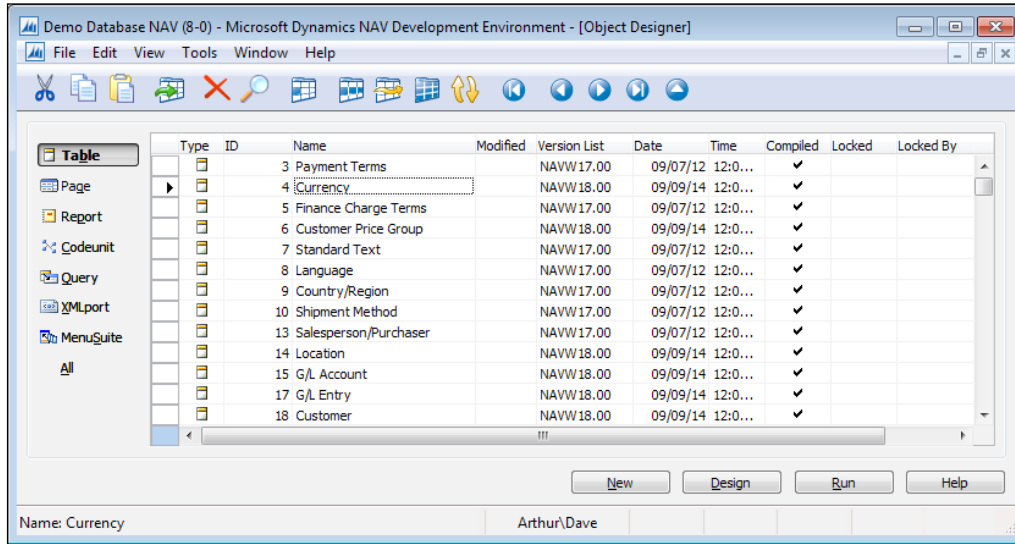 Demo Database NAV (8-0) - Microsoft Dynamics NAV Development Environment - [Object Designer]
File Edit View Tools Window Help
Type ID Name Modified Version List Date Time Compiled Locked Locked By
Table
Page
Report
Codeunit
Query
XMLport
MenuSuite
All
3 Payment Terms NAVW17.00 09/07/12 12:0...
4 Currency NAVW18.00 09/09/14 12:0...
5 Finance Charge Terms NAVW17.00 09/07/12 12:0...
6 Customer Price Group NAVW18.00 09/09/14 12:0...
7 Standard Text NAVW17.00 09/07/12 12:0...
8 Language NAVW17.00 09/07/12 12:0...
9 Country/Region NAVW17.00 09/07/12 12:0...
10 Shipment Method NAVW17.00 09/07/12 12:0...
13 Salesperson/Purchaser NAVW17.00 09/07/12 12:0...
14 Location NAVW18.00 09/09/14 12:0...
15 G/L Account NAVW18.00 09/09/14 12:0...
17 G/L Entry NAVW18.00 09/09/14 12:0...
18 Customer NAVW18.00 09/09/14 12:0...
New Design Run Help
Name: Currency Arthur\Dave